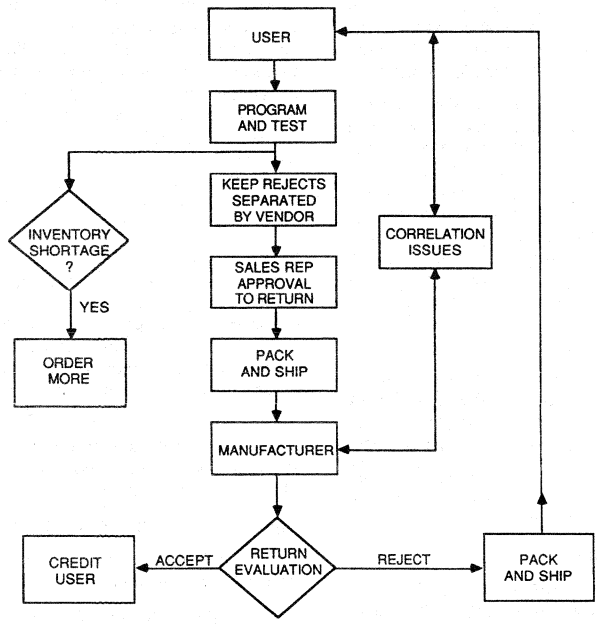 USER
PROGRAM
AND TEST
KEEP REJECTS
SEPARATED
BY VENDOR
INVENTORY
SHORTAGE
?
CORRELATION
ISSUES
SALES REP
APPROVAL
TO RETURN
YES
ORDER
MORE
PACK
AND SHIP
MANUFACTURER
CREDIT
USER
ACCEPT
RETURN
EVALUATION
REJECT
PACK
AND SHIP